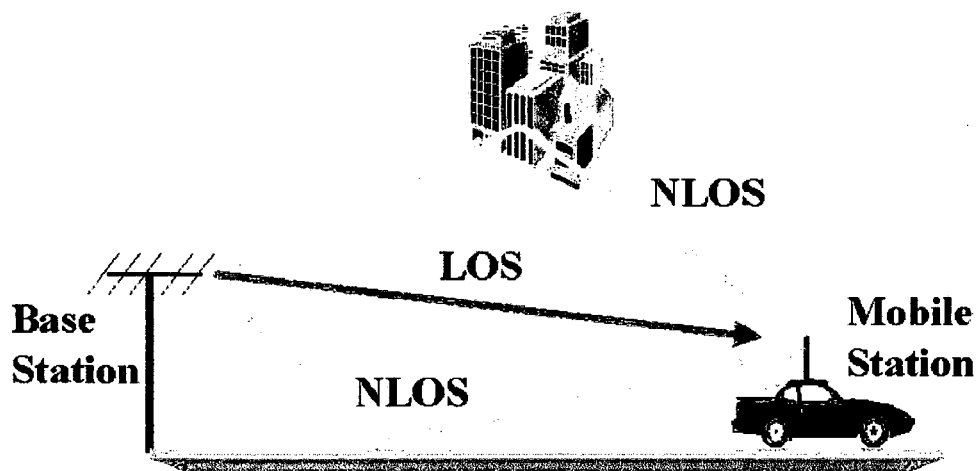 NLOS
LOS
Base
Station
Mobile
Station
NLOS